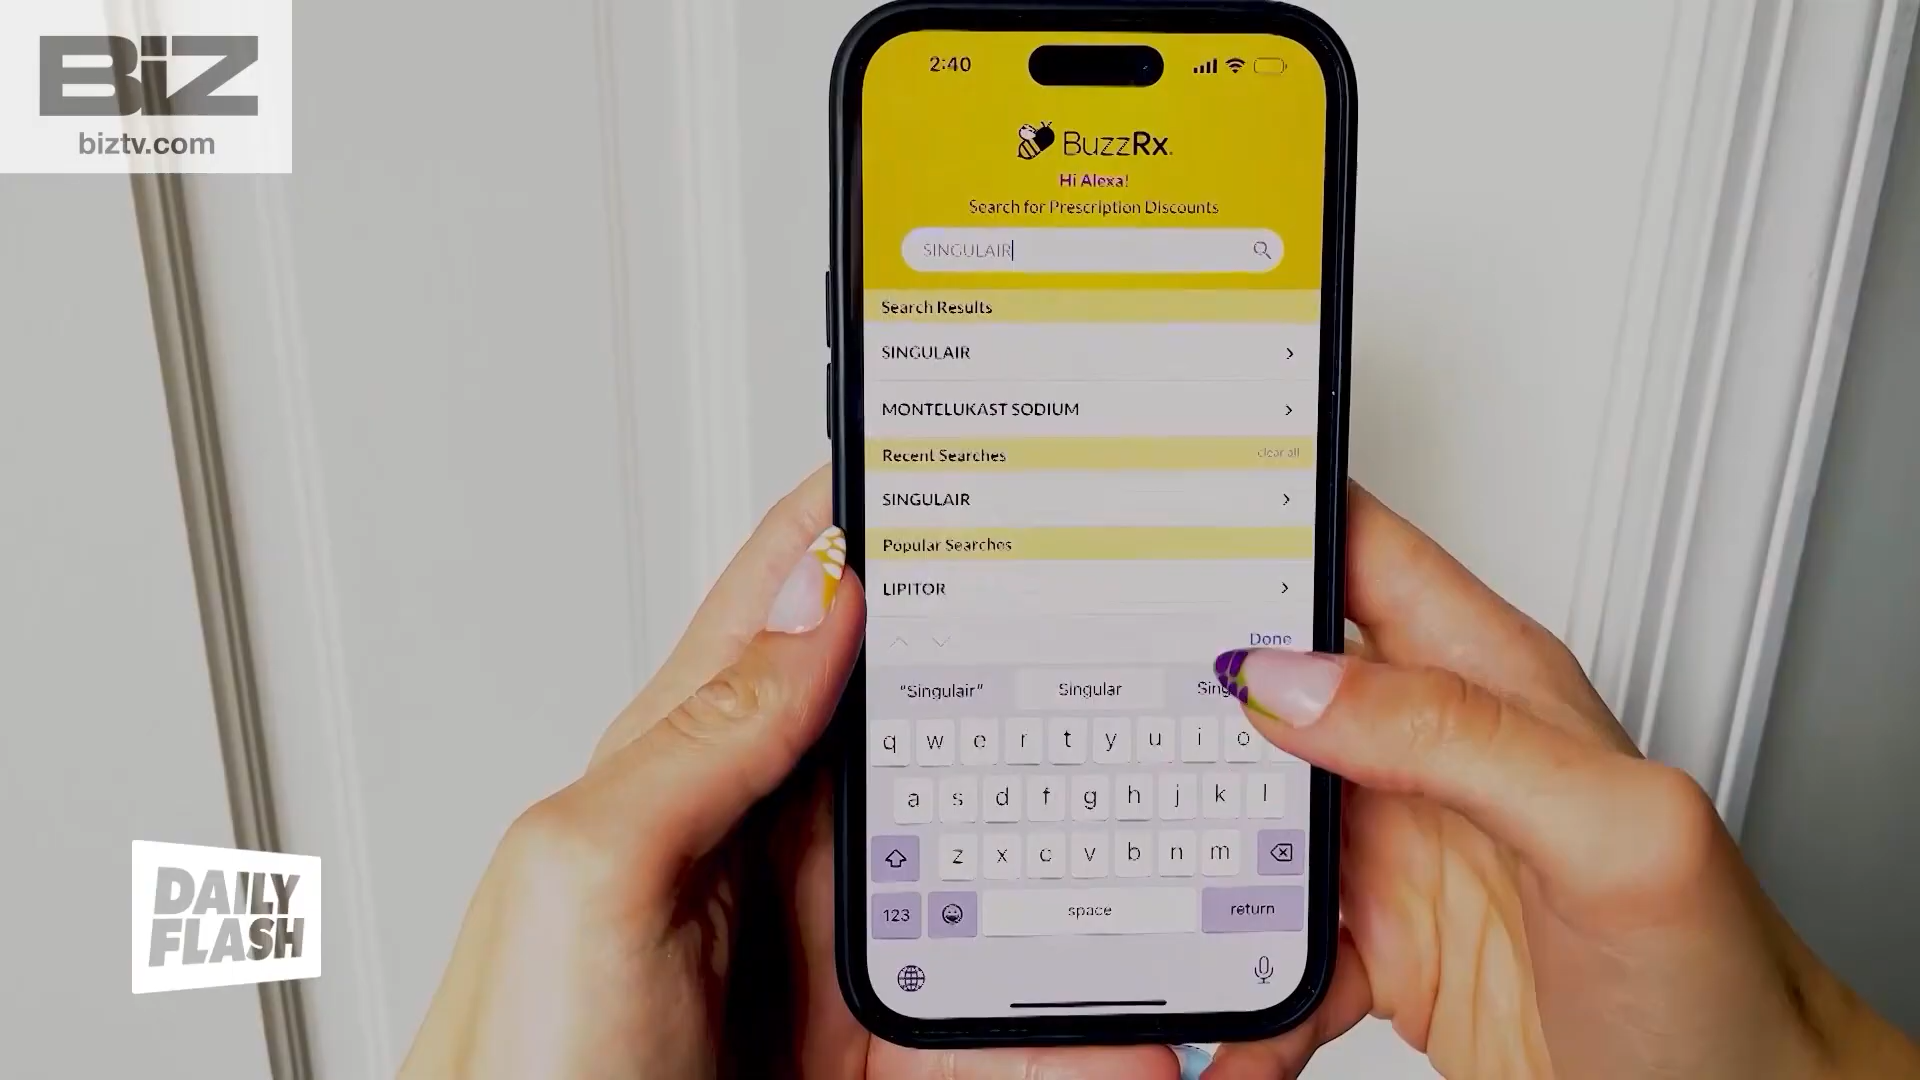 BiZ
biztv.com
2:40
BuzzRx.
Hi Alexa!
Search for Prescription Discounts
SINGULAIR
Search Results
SINGULAIR
MONTELUKAST SODIUM
Recent Searches
clear all
SINGULAIR
Popular Searches
LIPITOR
Done
"Singulair" Singular
q w e r t y u i o
a s d f g h j k l
z x c v b n m
123 space return
DAILY
FLASH